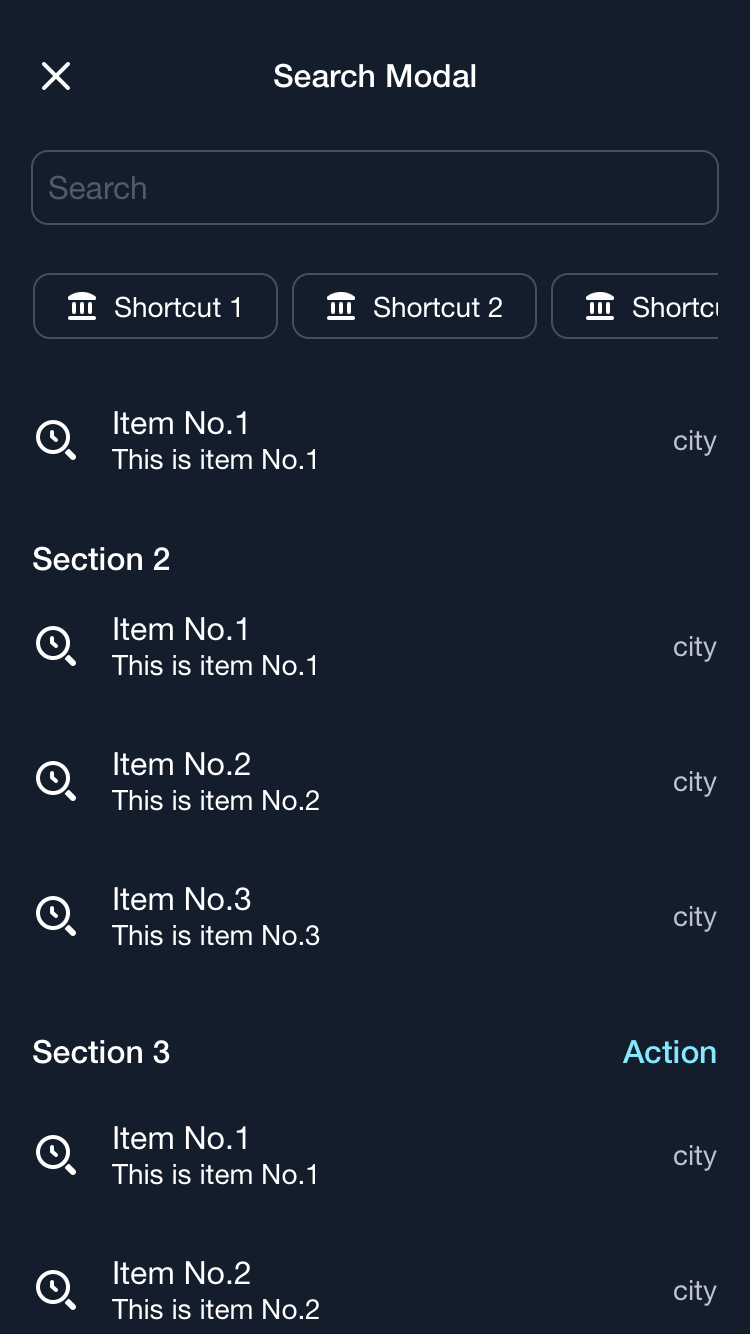 Search Modal
Search
Shortcut 1 Shortcut 2 Shortcu
Item No.1
This is item No.1
city
Section 2
Item No.1
This is item No.1
city
Item No.2
This is item No.2
city
Item No.3
This is item No.3
city
Section 3 Action
Item No.1
This is item No.1
city
Item No.2
This is item No.2
city